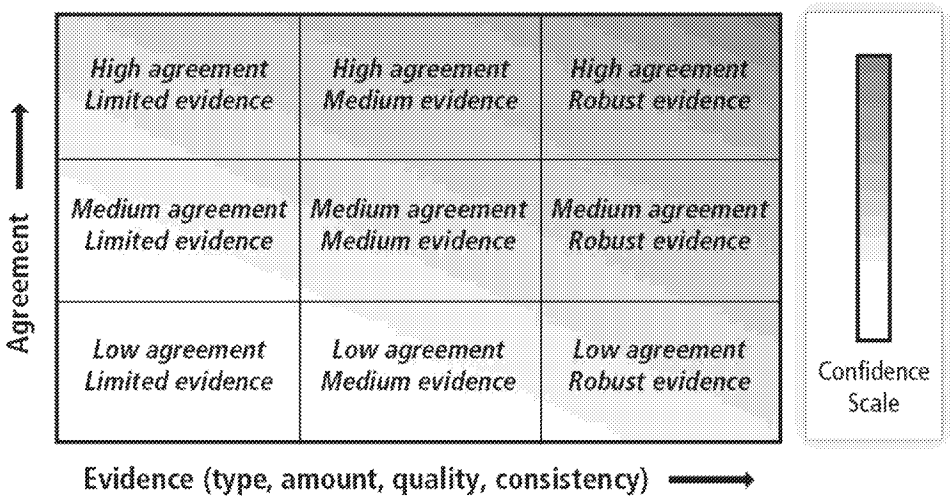 High agreement
Limited evidence
High agreement
Medium evidence
High agreement
Robust evidence
Medium agreement
Limited evidence
Medium agreement
Medium evidence
Medium agreement
Robust evidence
Low agreement
Limited evidence
Low agreement
Medium evidence
Low agreement
Robust evidence
Agreement
Evidence (type, amount, quality, consistency)
Confidence
Scale